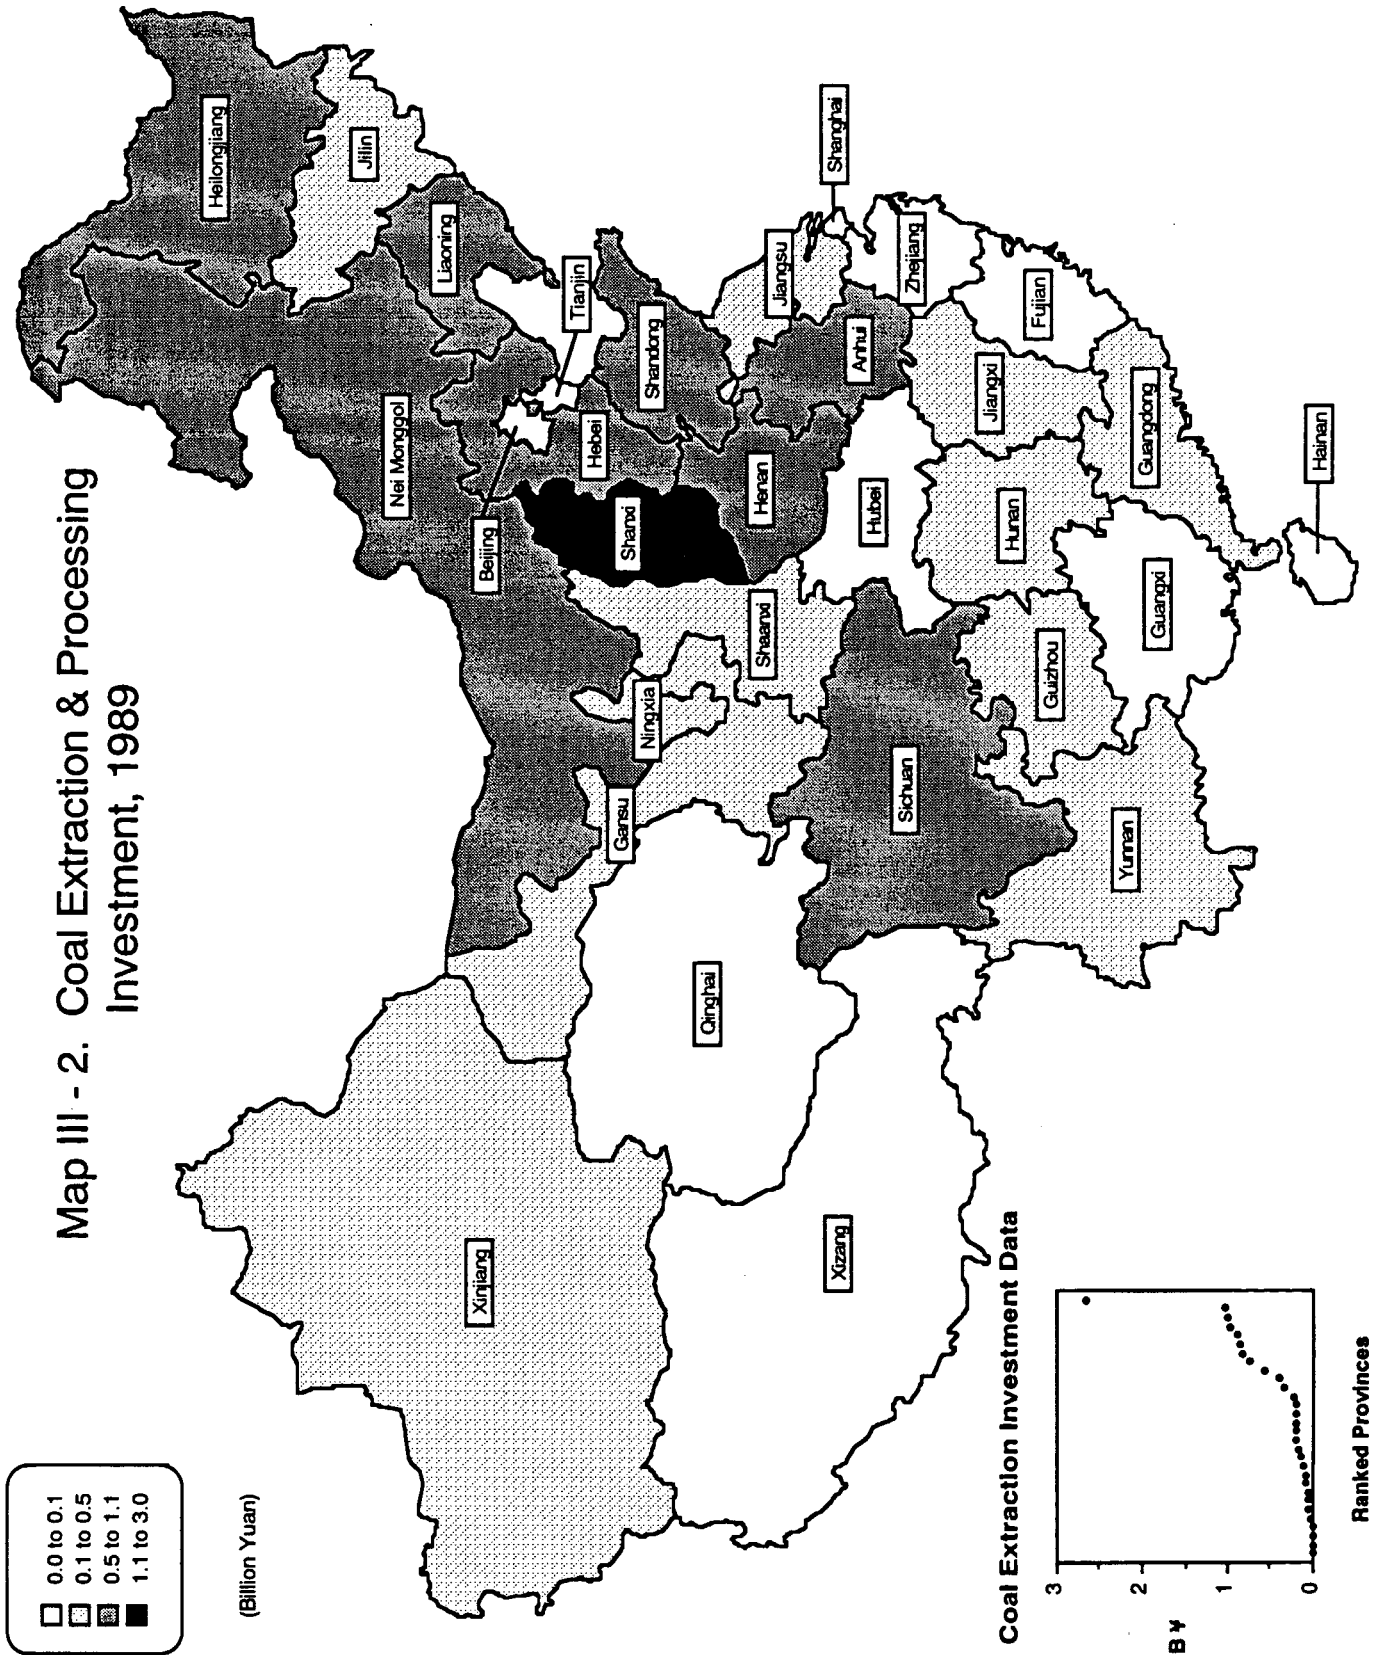 Map III - 2. Coal Extraction & Processing
Investment, 1989
0.0 to 0.1
0.1 to 0.5
0.5 to 1.1
1.1 to 3.0
(Billion Yuan)
Heilongjiang
Jilin
Liaoning
Nei Monggol
Beijing
Tianjin
Hebei
Shanxi
Shandong
Henan
Shaanxi
Ningxia
Gansu
Xinjiang
Qinghai
Xizang
Sichuan
Hubei
Anhui
Jiangsu
Shanghai
Zhejiang
Fujian
Jiangxi
Hunan
Guizhou
Yunnan
Guangxi
Guangdong
Hainan
Coal Extraction Investment Data
3
2
1
0
B ¥
Ranked Provinces